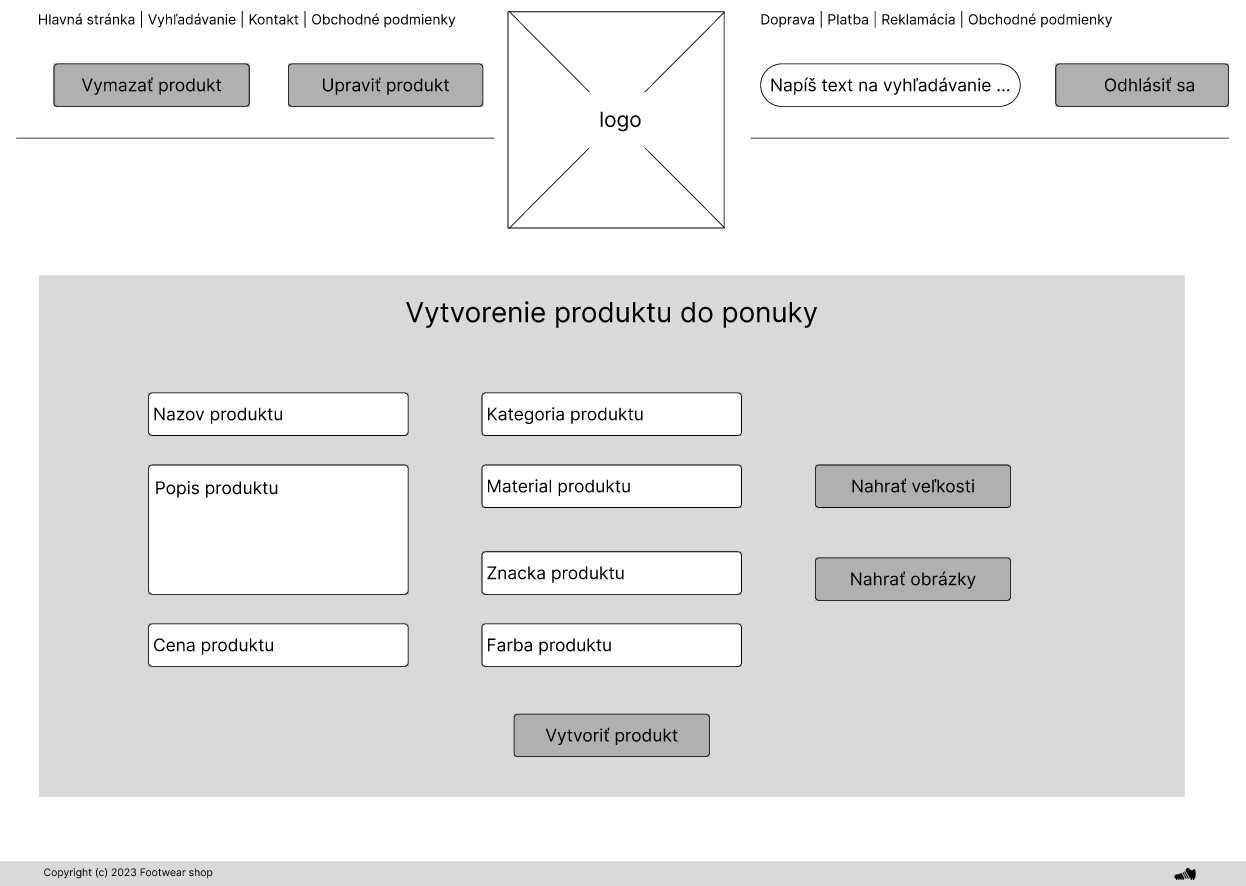 Hlavná stránka | Vyhľadávanie | Kontakt | Obchodné podmienky
Doprava | Platba | Reklamácia | Obchodné podmienky
Vymazať produkt
Upraviť produkt
logo
Napíš text na vyhľadávanie ...
Odhlásiť sa
Vytvorenie produktu do ponuky
Nazov produktu
Kategoria produktu
Popis produktu
Material produktu
Nahrať veľkosti
Znacka produktu
Nahrať obrázky
Cena produktu
Farba produktu
Vytvoriť produkt
Copyright (c) 2023 Footwear shop